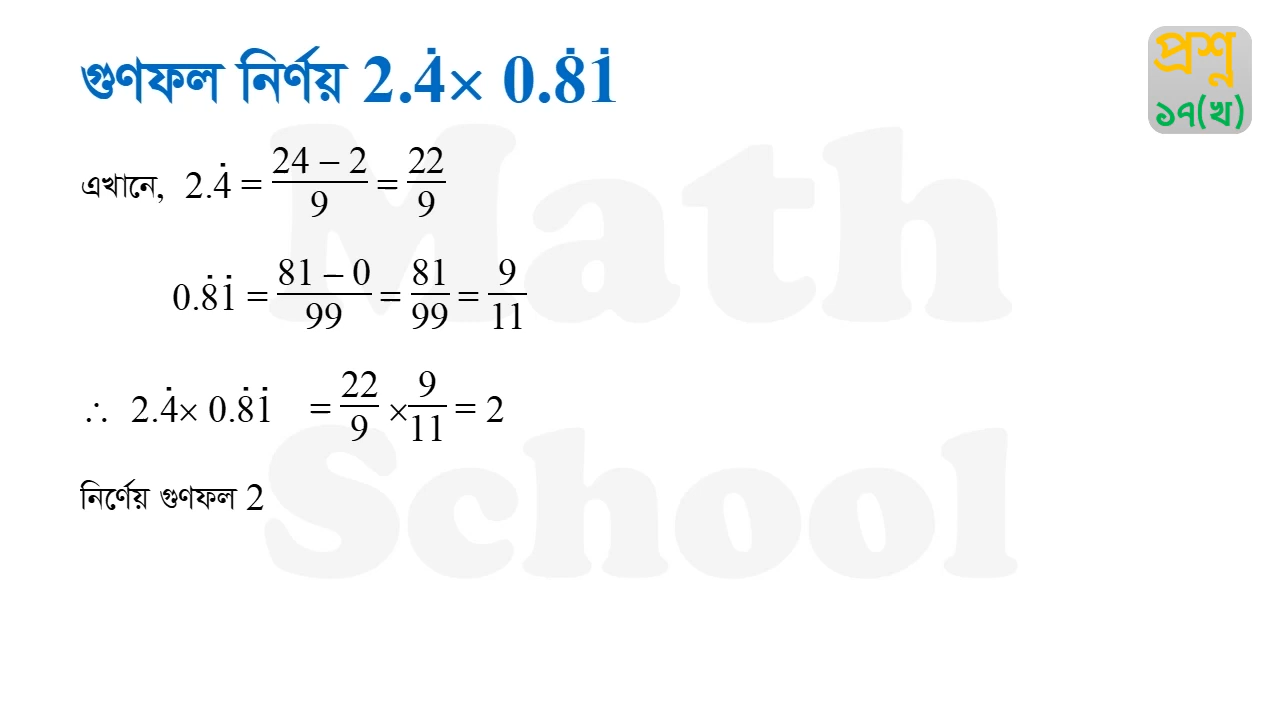 গুণফল নির্ণয় 2.4̇× 0.8̇1̇
প্রশ্ন
১৭(খ)
এখানে, 2.4̇ = (24 – 2)/9 = 22/9
0.8̇1̇ = (81 – 0)/99 = 81/99 = 9/11
∴ 2.4̇× 0.8̇1̇ = 22/9 × 9/11 = 2
নির্ণেয় গুণফল 2
Math
School